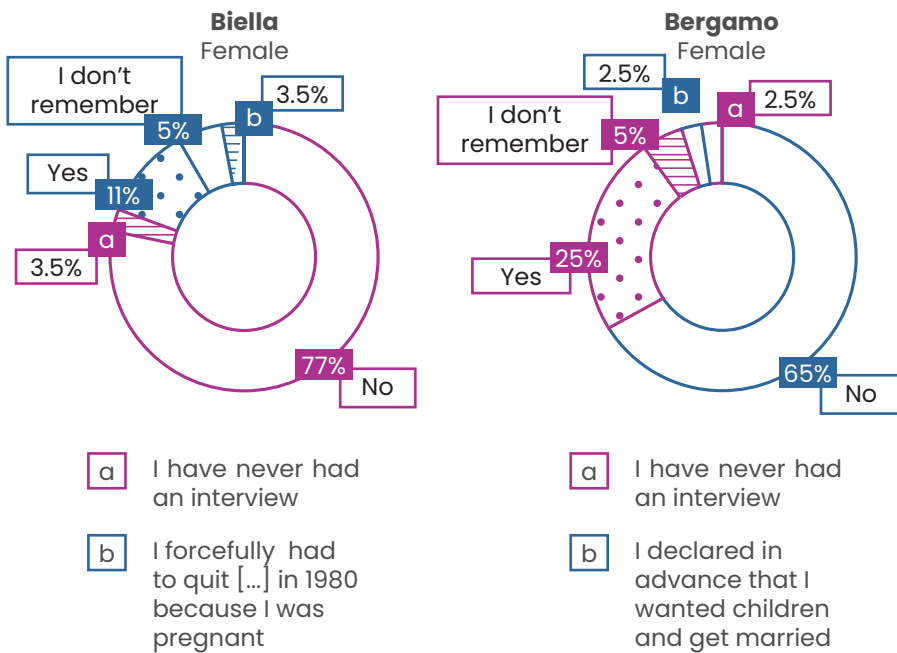 Biella
Female
I don't
remember
5%
b
3.5%
Yes
11%
a
3.5%
77%
No
a
I have never had
an interview
b
I forcefully had
to quit [...] in 1980
because I was
pregnant
Bergamo
Female
2.5%
b
a
2.5%
I don't
remember
5%
Yes
25%
65%
No
a
I have never had
an interview
b
I declared in
advance that I
wanted children
and get married